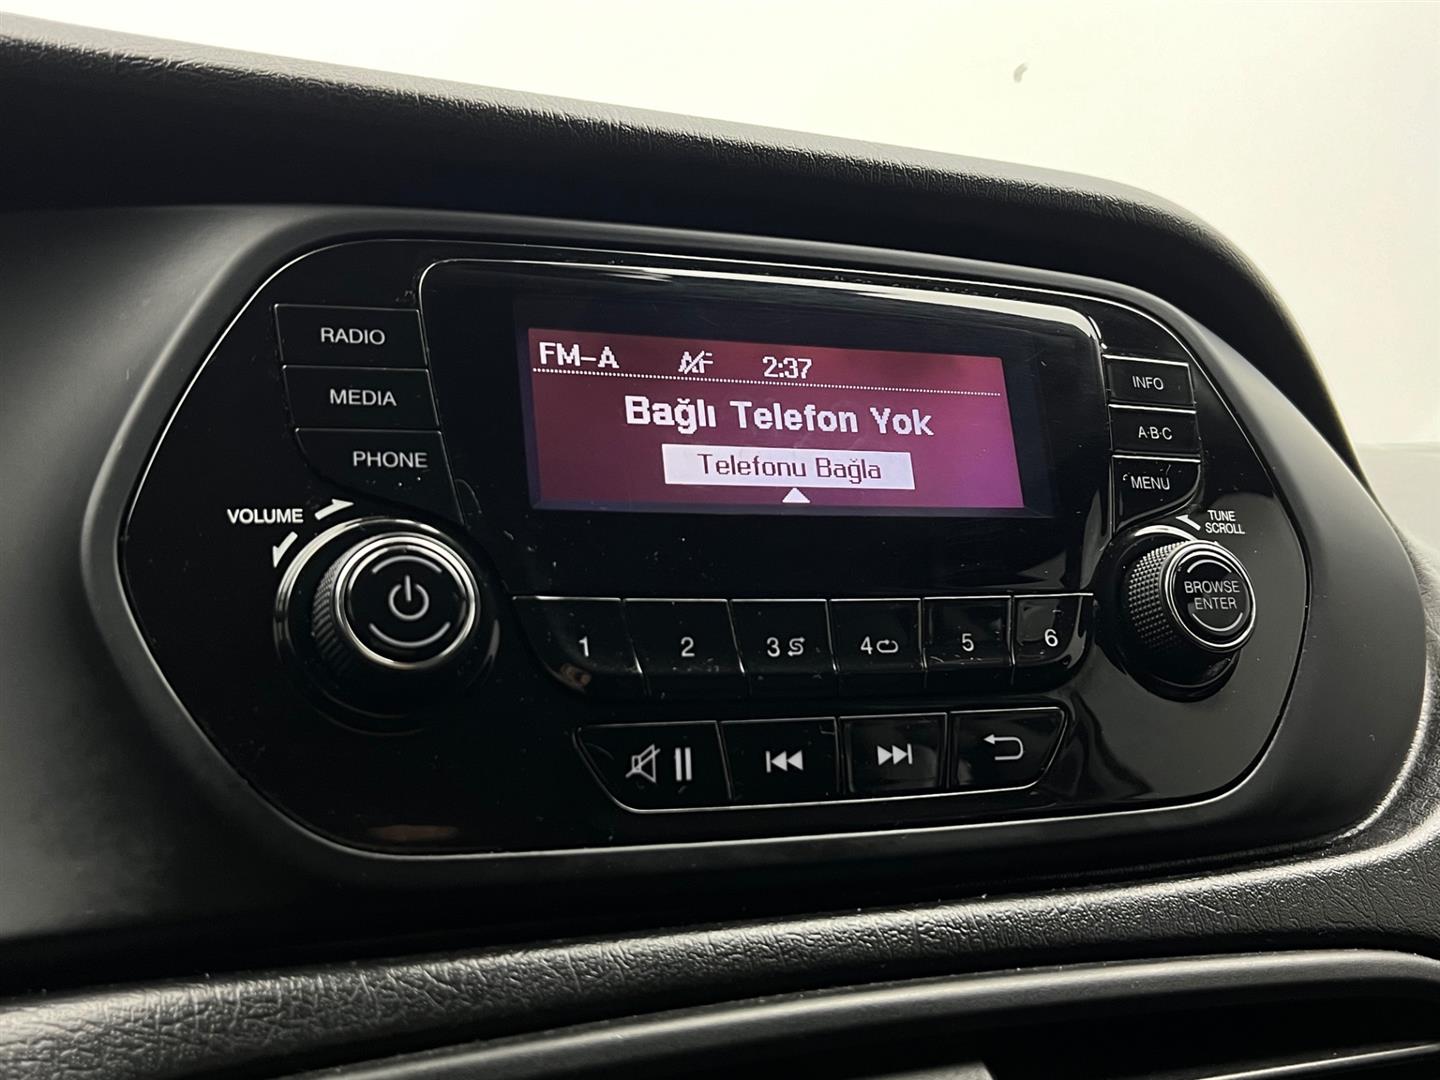 RADIO
MEDIA
PHONE
VOLUME
FM-A AF 2:37
Bağlı Telefon Yok
Telefonu Bağla
INFO
A·B·C
MENU
TUNE
SCROLL
BROWSE
ENTER
1 2 3 4 5 6